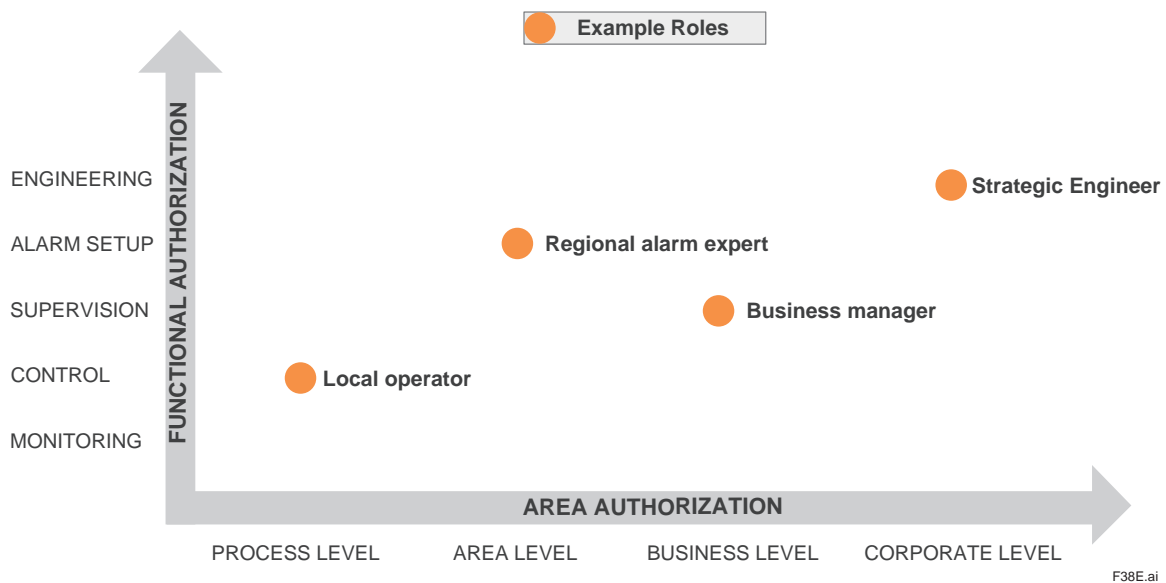 Example Roles
FUNCTIONAL AUTHORIZATION
ENGINEERING
Strategic Engineer
ALARM SETUP
Regional alarm expert
SUPERVISION
Business manager
CONTROL
Local operator
MONITORING
AREA AUTHORIZATION
PROCESS LEVEL
AREA LEVEL
BUSINESS LEVEL
CORPORATE LEVEL
F38E.ai